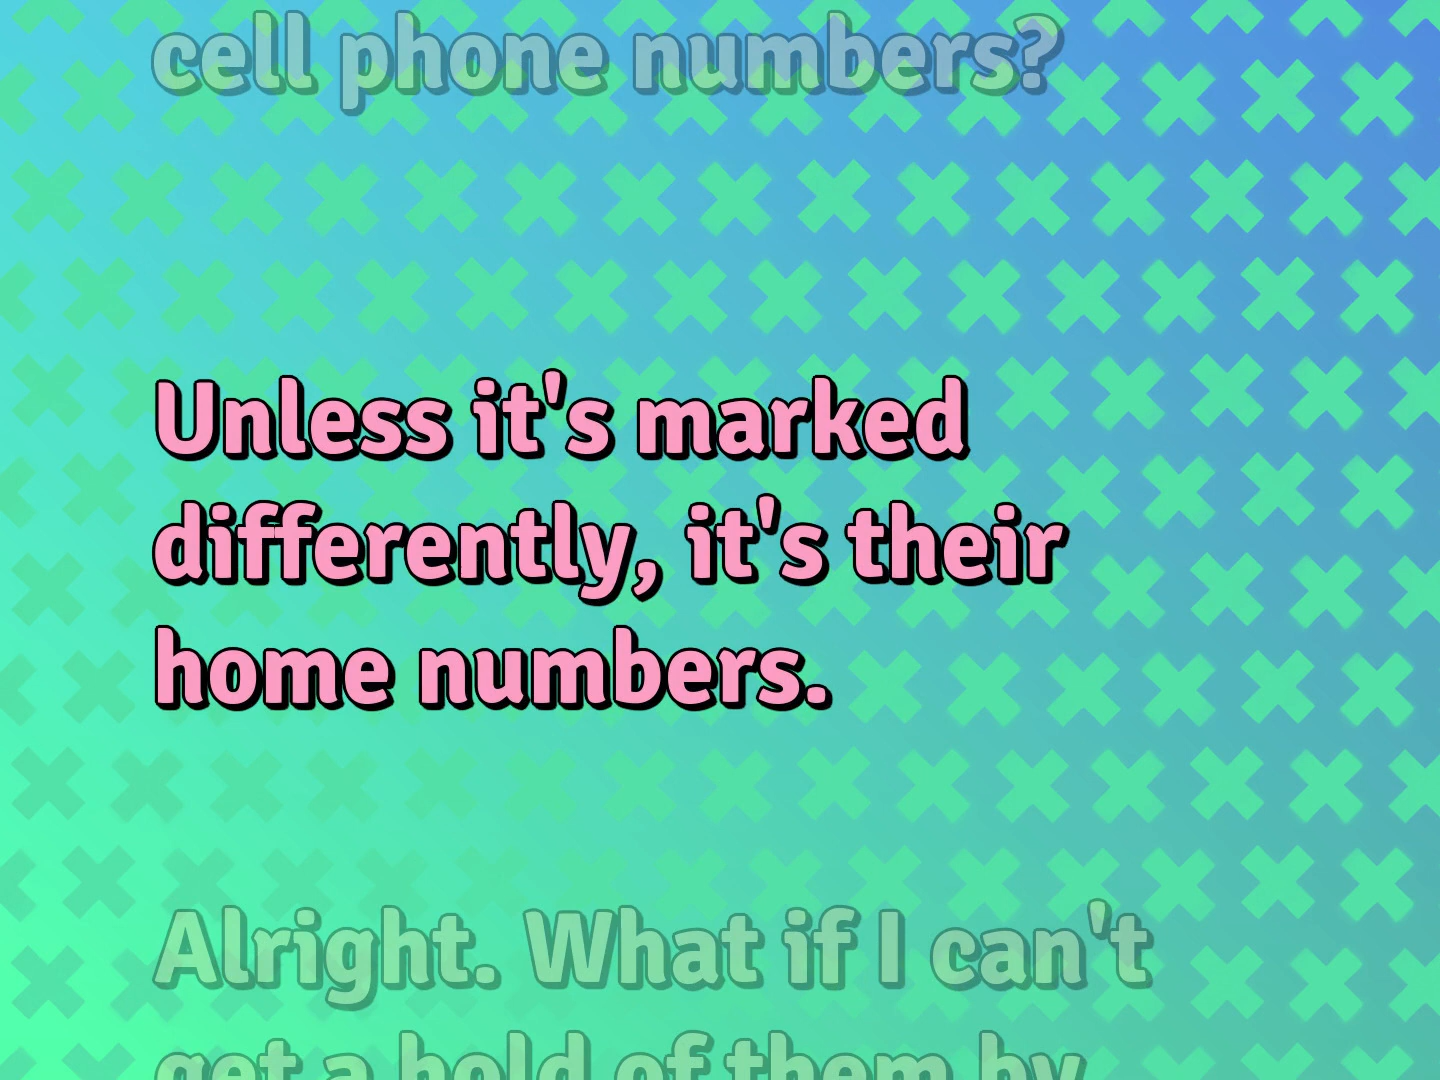 cell phone numbers?
Unless it's marked
differently, it's their
home numbers.
Alright. What if I can't
get a hold of them by